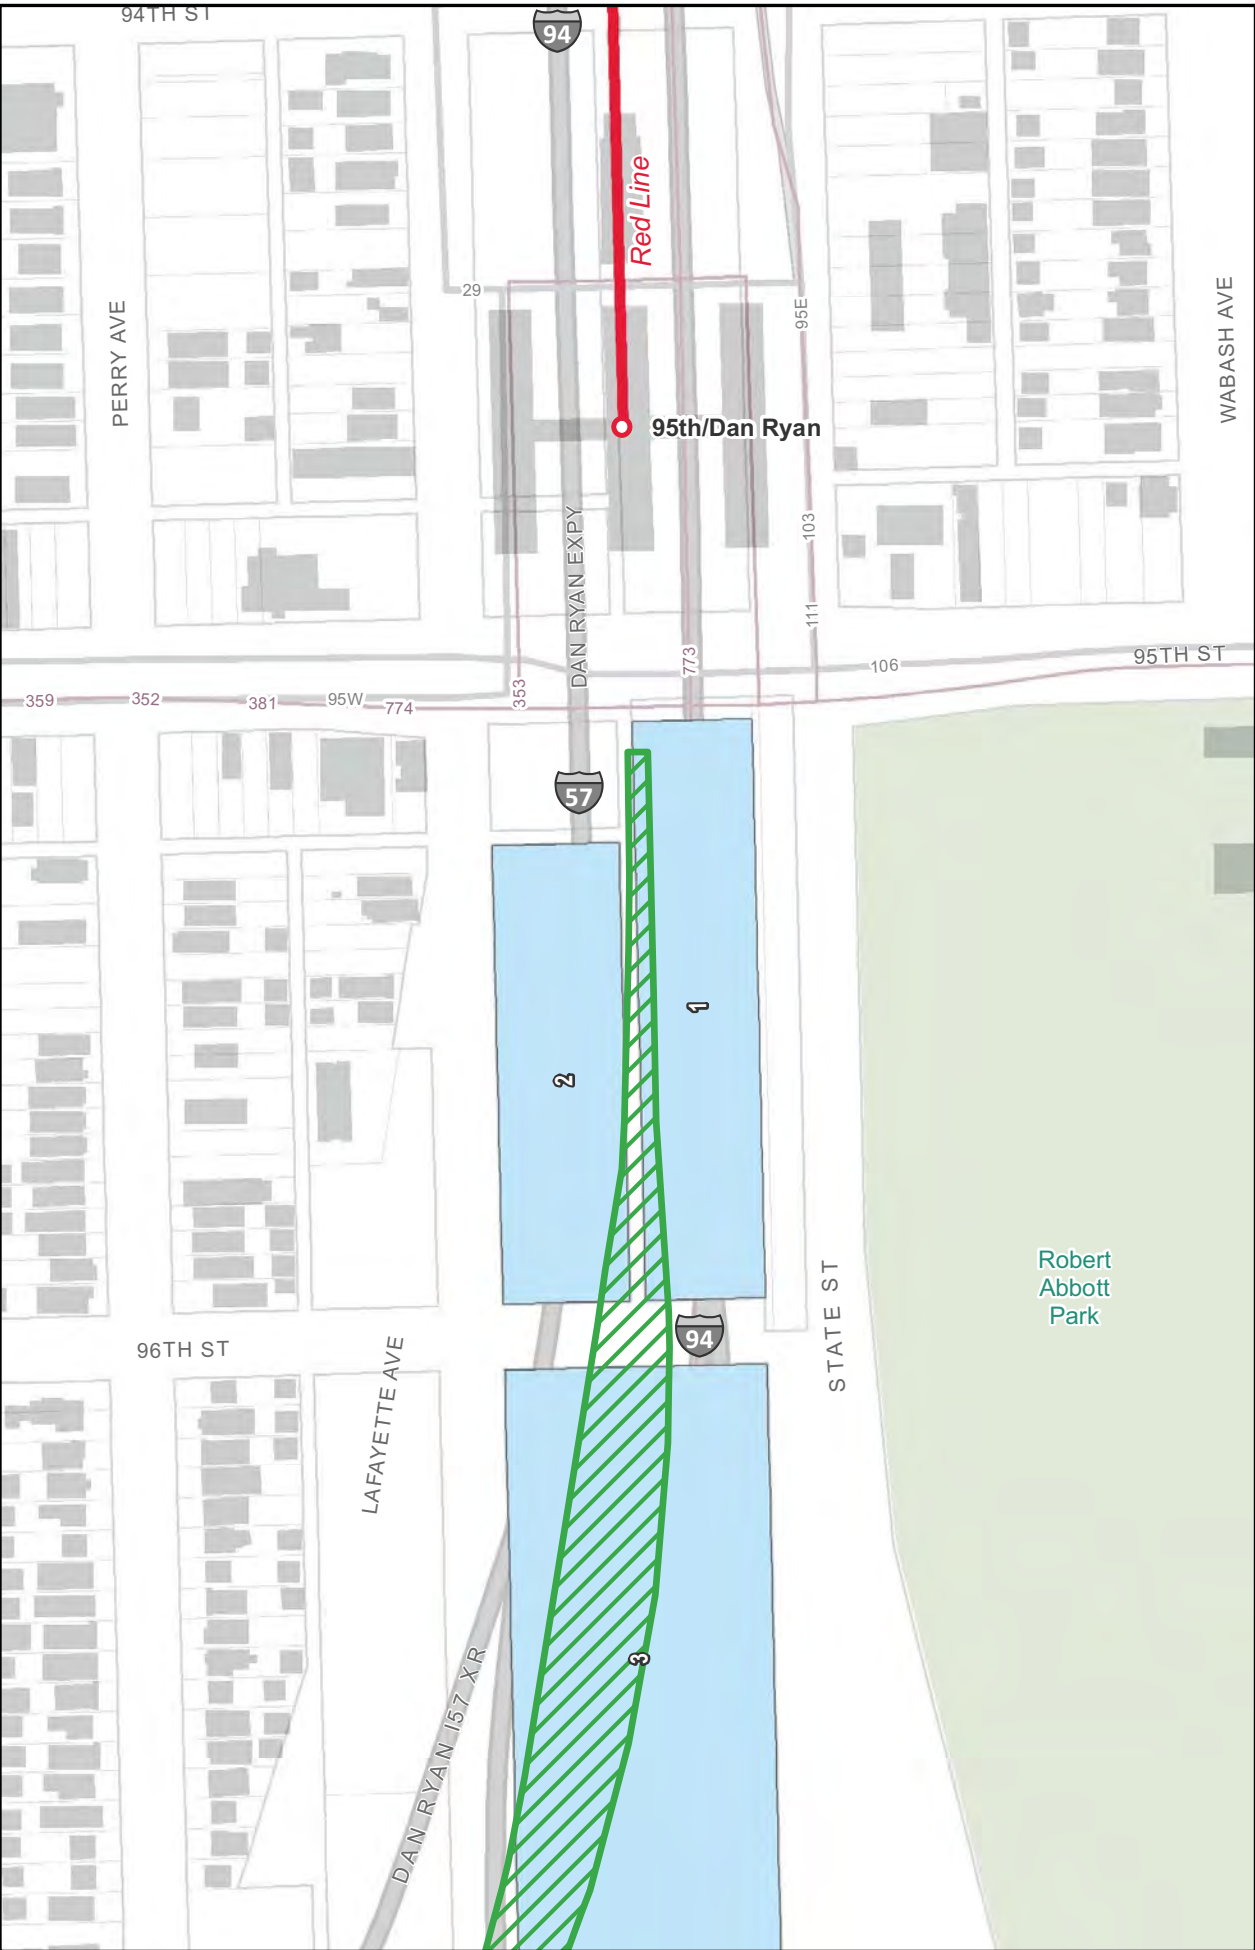 94TH ST
94
Red Line
29
95E
PERRY AVE
WABASH AVE
95th/Dan Ryan
103
DAN RYAN EXPY
111
773
106
95TH ST
359
352
381
95W
774
353
57
1
2
Robert
Abbott
Park
STATE ST
94
96TH ST
LAFAYETTE AVE
3
DAN RYAN I57 XR